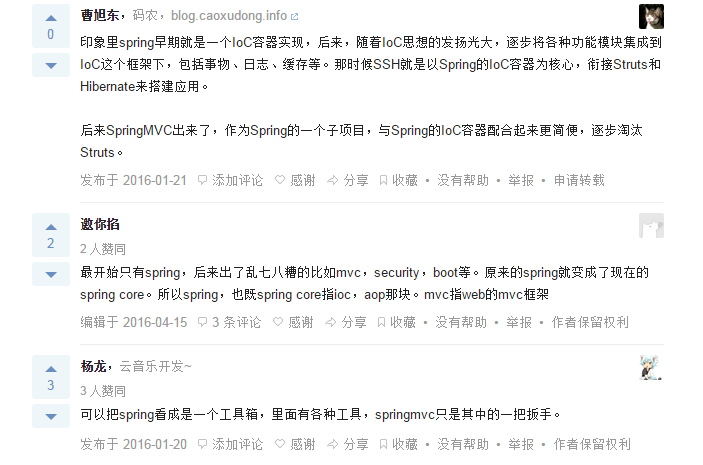 曹旭东，码农，blog.caoxudong.info
0
印象里spring早期就是一个IoC容器实现，后来，随着IoC思想的发扬光大，逐步将各种功能模块集成到
IoC这个框架下，包括事物、日志、缓存等。那时候SSH就是以Spring的IoC容器为核心，衔接Struts和
Hibernate来搭建应用。
后来SpringMVC出来了，作为Spring的一个子项目，与Spring的IoC容器配合起来更简便，逐步淘汰
Struts。
发布于 2016-01-21 添加评论 感谢 分享 收藏 • 没有帮助 • 举报 • 申请转载
邀你掐
2
2 人赞同
最开始只有spring，后来出了乱七八糟的比如mvc，security，boot等。原来的spring就变成了现在的
spring core。所以spring，也既spring core指ioc，aop那块。mvc指web的mvc框架
编辑于 2016-04-15 3 条评论 感谢 分享 收藏 • 没有帮助 • 举报 • 作者保留权利
杨龙，云音乐开发~
3
3 人赞同
可以把spring看成是一个工具箱，里面有各种工具，springmvc只是其中的一把扳手。
发布于 2016-01-20 添加评论 感谢 分享 收藏 • 没有帮助 • 举报 • 作者保留权利